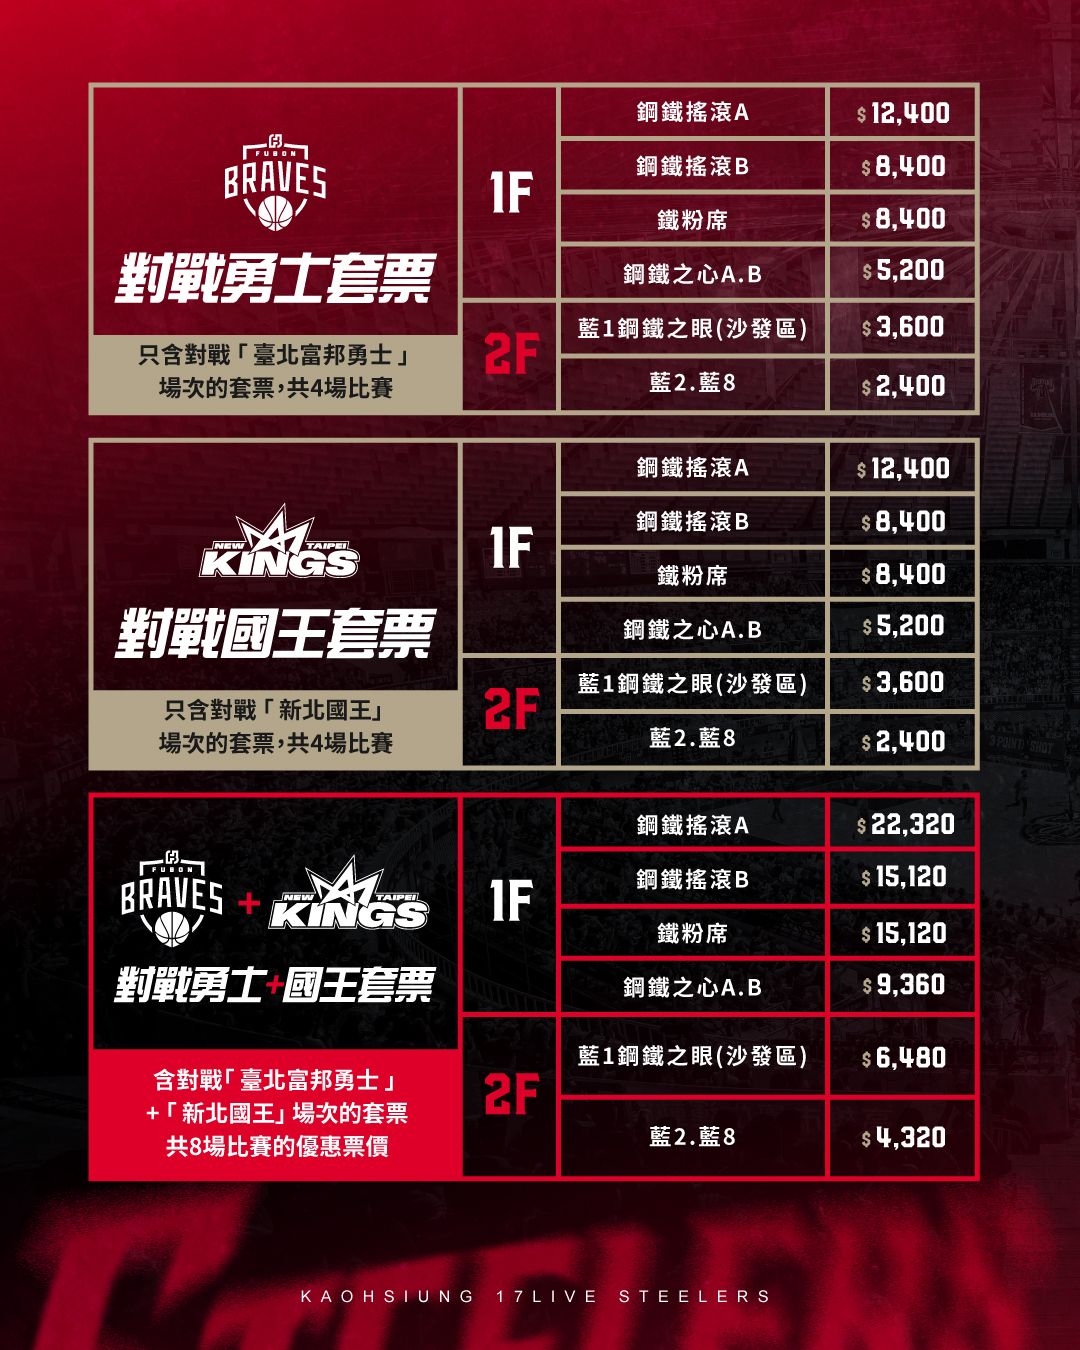 FUBON
BRAVES
對戰勇士套票
只含對戰「臺北富邦勇士」
場次的套票,共4場比賽
1F
鋼鐵搖滾A $12,400
鋼鐵搖滾B $8,400
鐵粉席 $8,400
鋼鐵之心A.B $5,200
2F
藍1鋼鐵之眼(沙發區) $3,600
藍2.藍8 $2,400
NEW TAIPEI
KINGS
對戰國王套票
只含對戰「新北國王」
場次的套票,共4場比賽
1F
鋼鐵搖滾A $12,400
鋼鐵搖滾B $8,400
鐵粉席 $8,400
鋼鐵之心A.B $5,200
2F
藍1鋼鐵之眼(沙發區) $3,600
藍2.藍8 $2,400
3 POINT SHOT
FUBON
BRAVES
+
NEW TAIPEI
KINGS
對戰勇士+國王套票
含對戰「臺北富邦勇士」
+「新北國王」場次的套票
共8場比賽的優惠票價
1F
鋼鐵搖滾A $22,320
鋼鐵搖滾B $15,120
鐵粉席 $15,120
鋼鐵之心A.B $9,360
2F
藍1鋼鐵之眼(沙發區) $6,480
藍2.藍8 $4,320
KAOHSIUNG 17LIVE STEELERS